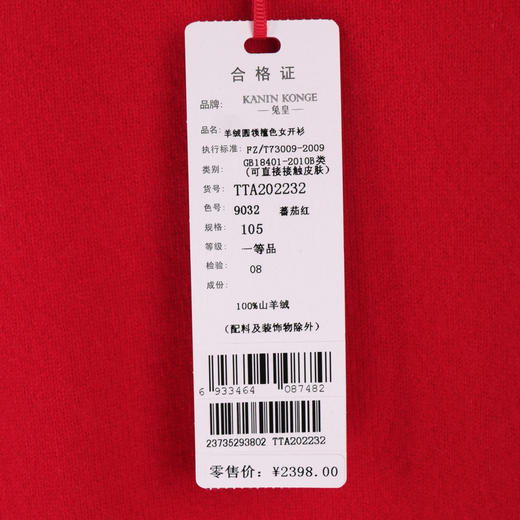 合格证
品牌: KANIN KONGE
兔皇
品名: 羊绒圆领撞色女开衫
执行标准: FZ/T73009-2009
类别: GB18401-2010B类
(可直接接触皮肤)
货号: TTA202232
色号: 9032 蕃茄红
规格: 105
等级: 一等品
检验: 08
成份:
100%山羊绒
(配料及装饰物除外)
6 933464 087482
23735293802 TTA202232
零售价: ¥2398.00